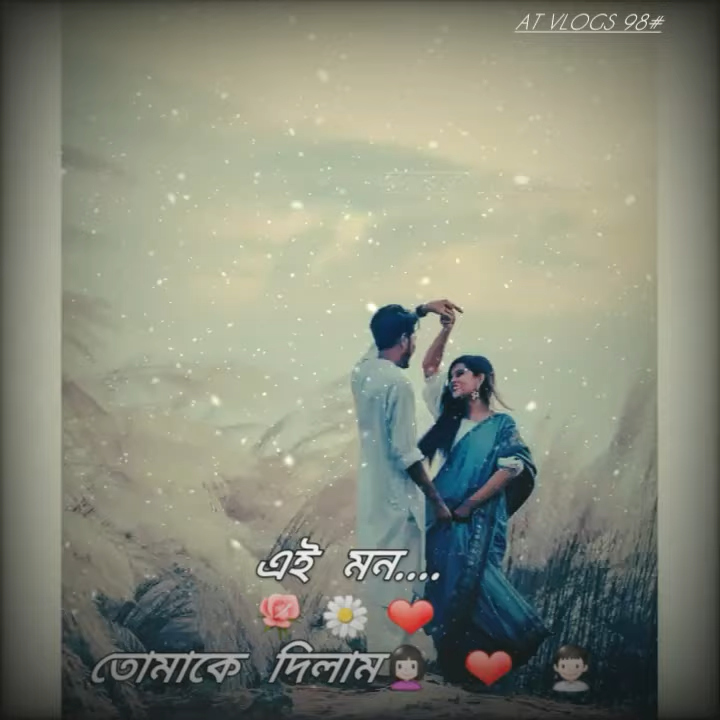 AT VLOGS 98#
এই মন....
🌹 🌼 ❤️
তোমাকে দিলাম👧 ❤️ 👦